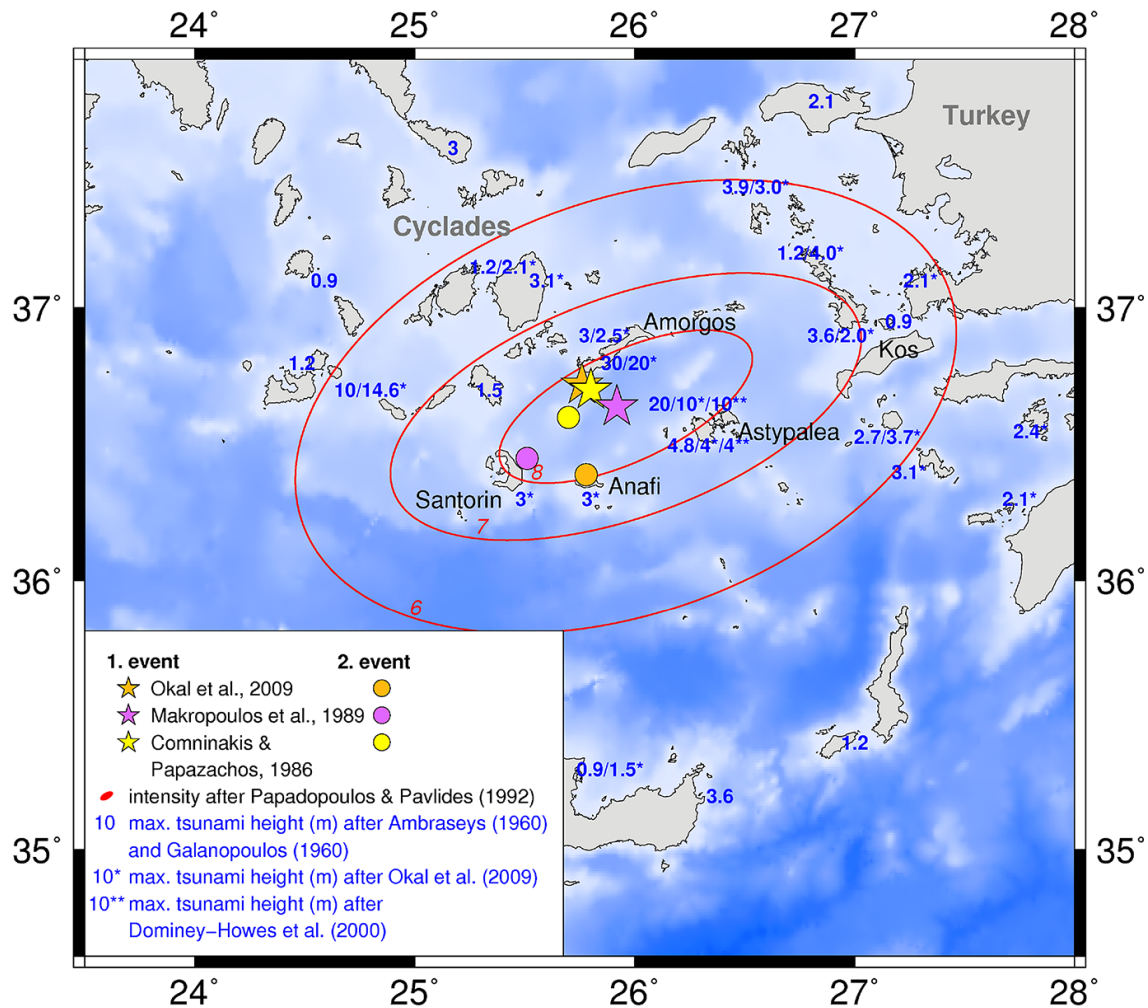 24° 25° 26° 27° 28°
2.1
Turkey
3
3.9/3.0*
Cyclades
1.2/4.0*
1.2/2.1*
3.1*
2.1*
0.9
37° 37°
Amorgos
0.9
3/2.5*
3.6/2.0*
Kos
1.2
30/20*
10/14.6*
1.5
20/10*/10**
Astypalea
2.4*
2.7/3.7*
4.8/4*/4**
8
3.1*
Anafi
Santorin
3*
3*
2.1*
7
36° 36°
6
1. event 2. event
Okal et al., 2009
Makropoulos et al., 1989
Comninakis &
Papazachos, 1986
1.2
0.9/1.5*
3.6
intensity after Papadopoulos & Pavlides (1992)
10 max. tsunami height (m) after Ambraseys (1960)
and Galanopoulos (1960)
35° 35°
10* max. tsunami height (m) after Okal et al. (2009)
10** max. tsunami height (m) after
Dominey−Howes et al. (2000)
24° 25° 26° 27° 28°